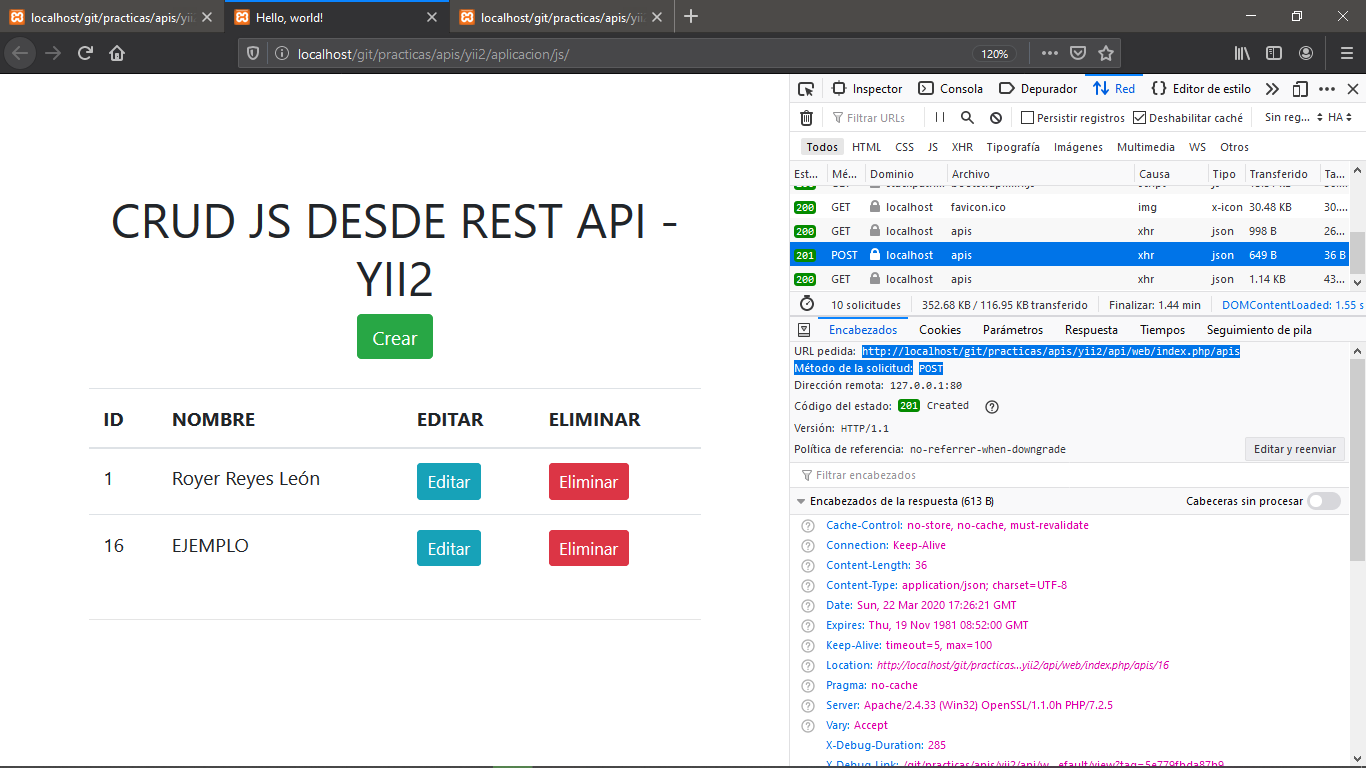 localhost/git/practicas/apis/yii
Hello, world!
localhost/git/practicas/apis/yii
localhost/git/practicas/apis/yii2/aplicacion/js/
120%
CRUD JS DESDE REST API -
YII2
Crear
ID NOMBRE EDITAR ELIMINAR
1 Royer Reyes León Editar Eliminar
16 EJEMPLO Editar Eliminar
Inspector Consola Depurador Red Editor de estilo
Filtrar URLs Persistir registros Deshabilitar caché Sin reg... HA
Todos HTML CSS JS XHR Tipografía Imágenes Multimedia WS Otros
Est... Mé... Dominio Archivo Causa Tipo Transferido Ta...
200 GET localhost favicon.ico img x-icon 30.48 KB 30....
200 GET localhost apis xhr json 998 B 26...
201 POST localhost apis xhr json 649 B 36 B
200 GET localhost apis xhr json 1.14 KB 43...
10 solicitudes 352.68 KB / 116.95 KB transferido Finalizar: 1.44 min DOMContentLoaded: 1.55 s
Encabezados Cookies Parámetros Respuesta Tiempos Seguimiento de pila
URL pedida: http://localhost/git/practicas/apis/yii2/api/web/index.php/apis
Método de la solicitud: POST
Dirección remota: 127.0.0.1:80
Código del estado: 201 Created
Versión: HTTP/1.1
Política de referencia: no-referrer-when-downgrade Editar y reenviar
Filtrar encabezados
Encabezados de la respuesta (613 B) Cabeceras sin procesar
Cache-Control: no-store, no-cache, must-revalidate
Connection: Keep-Alive
Content-Length: 36
Content-Type: application/json; charset=UTF-8
Date: Sun, 22 Mar 2020 17:26:21 GMT
Expires: Thu, 19 Nov 1981 08:52:00 GMT
Keep-Alive: timeout=5, max=100
Location: http://localhost/git/practicas...yii2/api/web/index.php/apis/16
Pragma: no-cache
Server: Apache/2.4.33 (Win32) OpenSSL/1.1.0h PHP/7.2.5
Vary: Accept
X-Debug-Duration: 285
X-Debug-Link: /git/practicas/apis/yii2/api/w...efault/view?tag=5e779fbda87b9